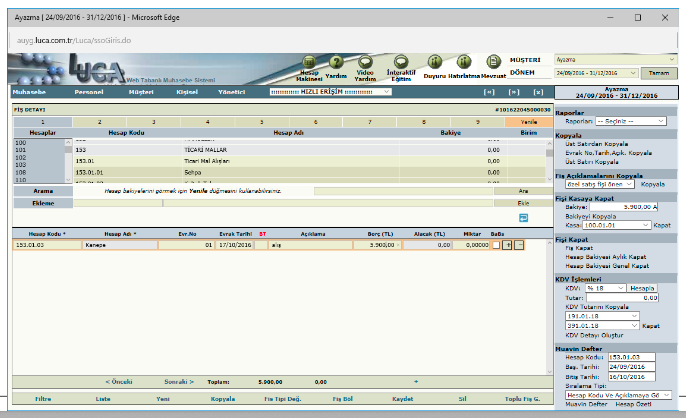 Ayazma [ 24/09/2016 - 31/12/2016 ] - Microsoft Edge
auyg.luca.com.tr/Luca/ssoGiris.do
LUCA
Web Tabanlı Muhasebe Sistemi
Hesap Makinesi Yardım Video Yardım İnteraktif Eğitim Duyuru Hatırlatma Mevzuat
MÜŞTERİ Ayazma
DÖNEM 24/09/2016 - 31/12/2016 Tamam
Muhasebe Personel Müşteri Kişisel Yönetici HIZLI ERİŞİM [»] [»] [x]
Ayazma
24/09/2016 - 31/12/2016
FİŞ DETAYI #101622045000030
1 2 3 4 5 6 7 8 9 Yenile
Hesaplar Hesap Kodu Hesap Adı Bakiye Birim
100
101
102
103
108
110
153 TİCARİ MALLAR 0,00
153.01 Ticari Mal Alışları 0,00
153.01.01 Sehpa 0,00
Arama Hesap bakiyelerini görmek için Yenile düğmesini kullanabilirsiniz. Ara
Ekleme Ekle
Hesap Kodu * Hesap Adı * Evr.No Evrak Tarihi BT Açıklama Borç (TL) Alacak (TL) Miktar BaBs
153.01.03 Kanepe 01 17/10/2016 alış 5.900,00 0,00 0,00000 + -
< Önceki Sonraki > Toplam: 5.900,00 0,00 +
Filtre Liste Yeni Kopyala Fiş Tipi Değ. Fiş Böl Kaydet Sil Toplu Fiş G.
Raporlar
Raporlar: -- Seçiniz --
Kopyala
Üst Satırdan Kopyala
Evrak No,Tarih,Açık. Kopyala
Üst Satırı Kopyala
Fiş Açıklamalarını Kopyala
özel satış fişi önen Kopyala
Fişi Kasaya Kapat
Bakiye: 5.900,00 A
Bakiyeyi Kopyala
Kasa: 100.01.01 Kapat
Fişi Kapat
Fiş Kapat
Hesap Bakiyesi Aylık Kapat
Hesap Bakiyesi Genel Kapat
KDV İşlemleri
KDV: % 18 Hesapla
Tutar: 0.00
KDV Tutarını Kopyala
191.01.18
391.01.18 Kapat
KDV Detayı Oluştur
Muavin Defter
Hesap Kodu: 153.01.03
Baş. Tarihi: 24/09/2016
Bitiş Tarihi: 16/10/2016
Sıralama Tipi:
Hesap Kodu Ve Açıklamaya Gö
Muavin Defter Hesap Özeti